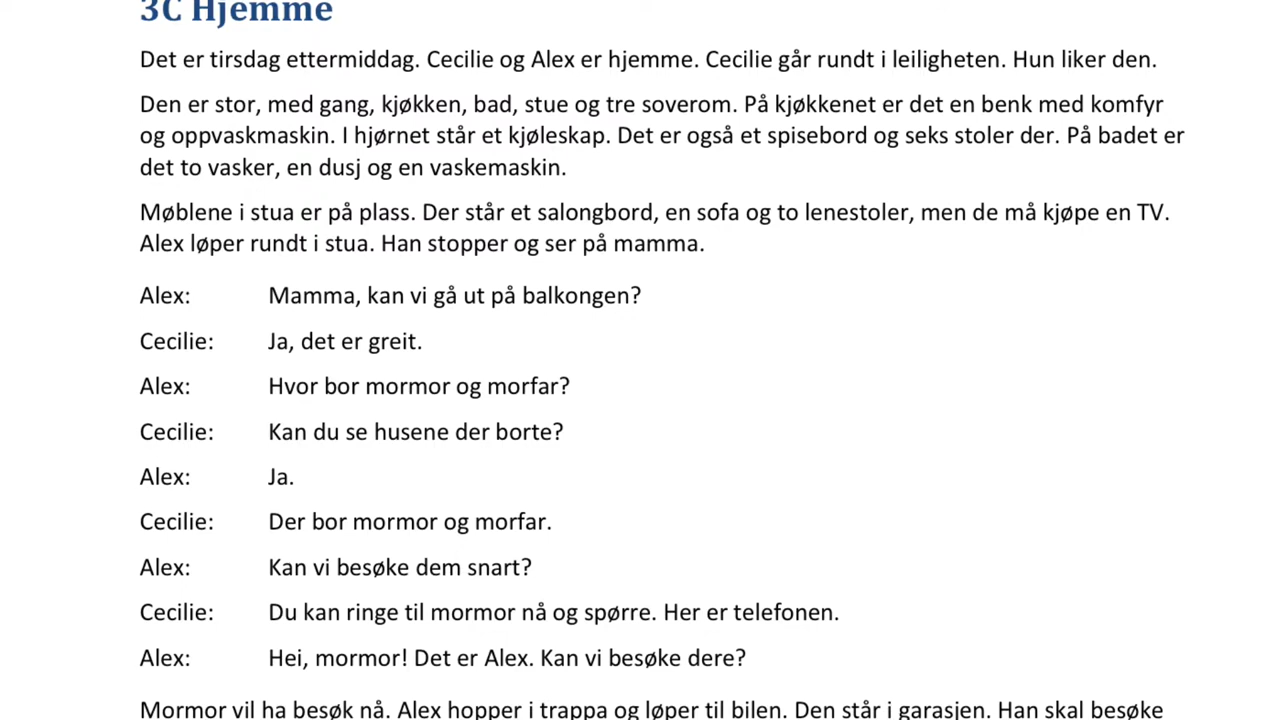 3C Hjemme
Det er tirsdag ettermiddag. Cecilie og Alex er hjemme. Cecilie går rundt i leiligheten. Hun liker den.
Den er stor, med gang, kjøkken, bad, stue og tre soverom. På kjøkkenet er det en benk med komfyr
og oppvaskmaskin. I hjørnet står et kjøleskap. Det er også et spisebord og seks stoler der. På badet er
det to vasker, en dusj og en vaskemaskin.
Møblene i stua er på plass. Der står et salongbord, en sofa og to lenestoler, men de må kjøpe en TV.
Alex løper rundt i stua. Han stopper og ser på mamma.
Alex: Mamma, kan vi gå ut på balkongen?
Cecilie: Ja, det er greit.
Alex: Hvor bor mormor og morfar?
Cecilie: Kan du se husene der borte?
Alex: Ja.
Cecilie: Der bor mormor og morfar.
Alex: Kan vi besøke dem snart?
Cecilie: Du kan ringe til mormor nå og spørre. Her er telefonen.
Alex: Hei, mormor! Det er Alex. Kan vi besøke dere?
Mormor vil ha besøk nå. Alex hopper i trappa og løper til bilen. Den står i garasjen. Han skal besøke